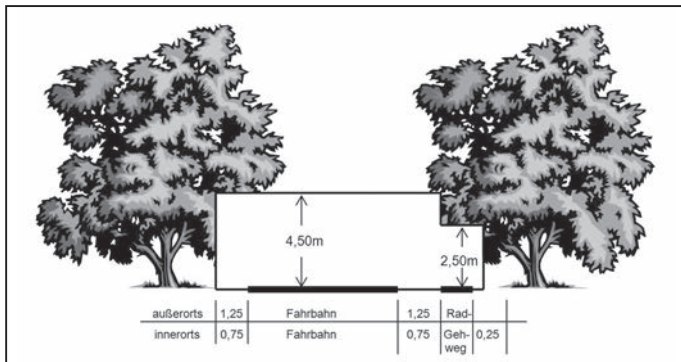 4,50m
2,50m
außerorts 1,25 Fahrbahn 1,25 Rad-
innerorts 0,75 Fahrbahn 0,75 Geh- 0,25
weg